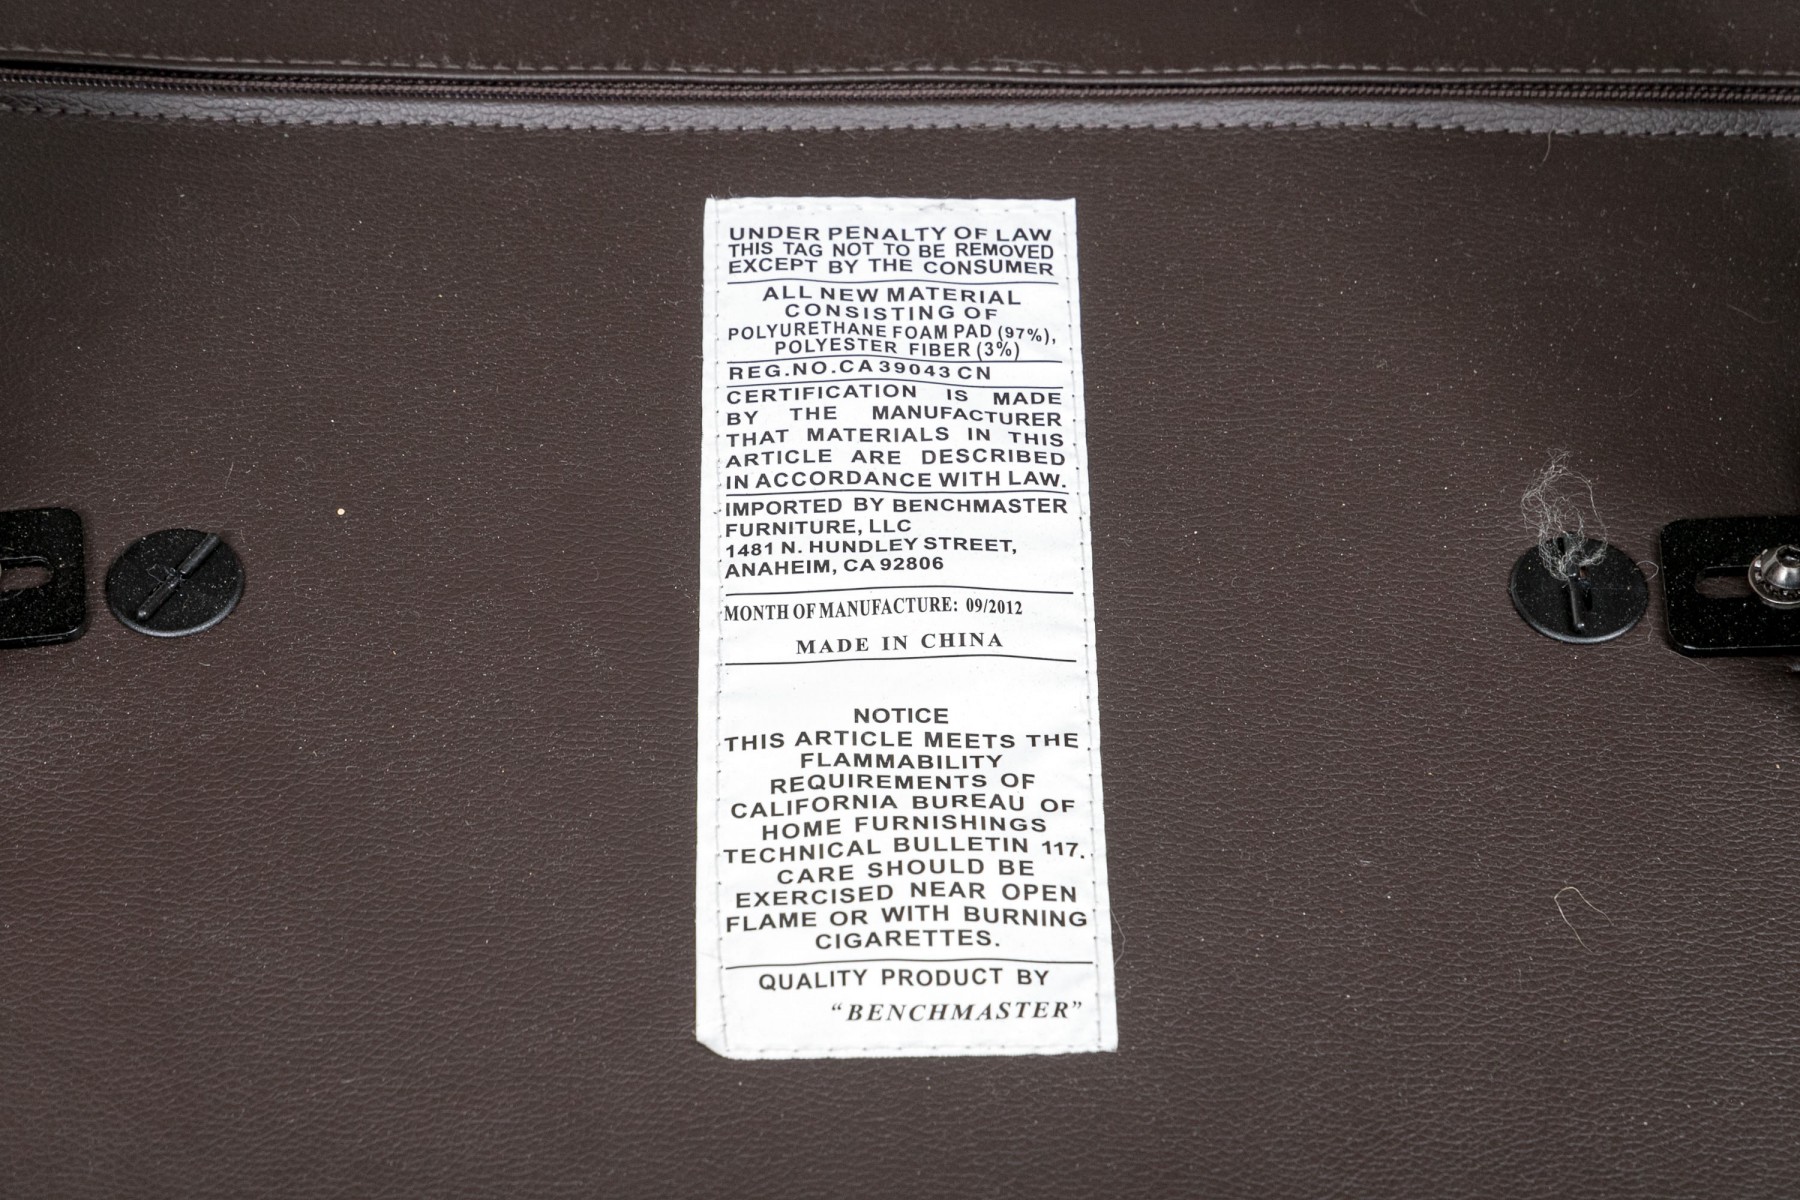 UNDER PENALTY OF LAW
THIS TAG NOT TO BE REMOVED
EXCEPT BY THE CONSUMER
ALL NEW MATERIAL
CONSISTING OF
POLYURETHANE FOAM PAD (97%),
POLYESTER FIBER (3%)
REG.NO.CA 39043 CN
CERTIFICATION IS MADE
BY THE MANUFACTURER
THAT MATERIALS IN THIS
ARTICLE ARE DESCRIBED
IN ACCORDANCE WITH LAW.
IMPORTED BY BENCHMASTER
FURNITURE, LLC
1481 N. HUNDLEY STREET,
ANAHEIM, CA 92806
MONTH OF MANUFACTURE: 09/2012
MADE IN CHINA
NOTICE
THIS ARTICLE MEETS THE
FLAMMABILITY
REQUIREMENTS OF
CALIFORNIA BUREAU OF
HOME FURNISHINGS
TECHNICAL BULLETIN 117.
CARE SHOULD BE
EXERCISED NEAR OPEN
FLAME OR WITH BURNING
CIGARETTES.
QUALITY PRODUCT BY
“BENCHMASTER”